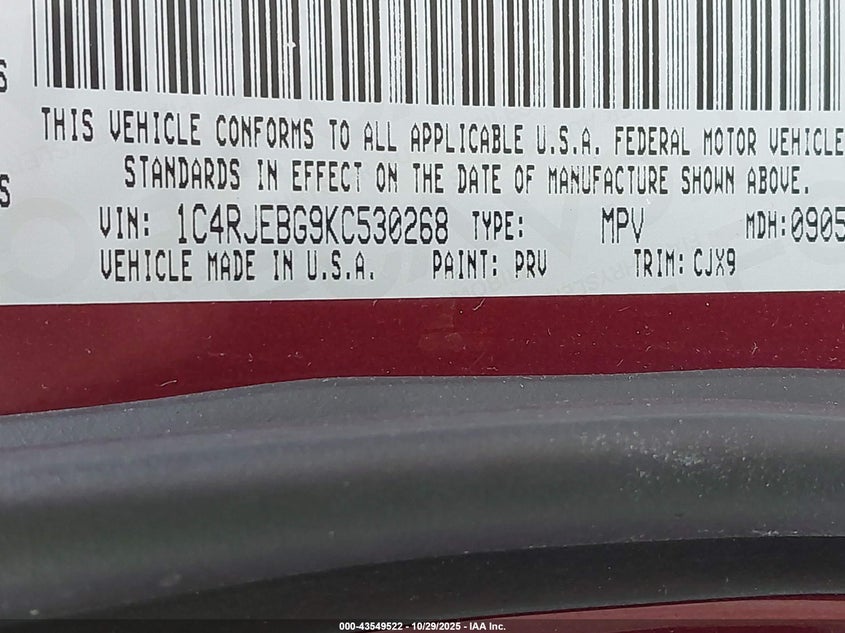 S
S
THIS VEHICLE CONFORMS TO ALL APPLICABLE U.S.A. FEDERAL MOTOR VEHICLE
STANDARDS IN EFFECT ON THE DATE OF MANUFACTURE SHOWN ABOVE.
VIN: 1C4RJEBG9KC530268 TYPE: MPV MDH: 0905
VEHICLE MADE IN U.S.A. PAINT: PRV TRIM: CJX9
000-43549522 - 10/29/2025 - IAA Inc.